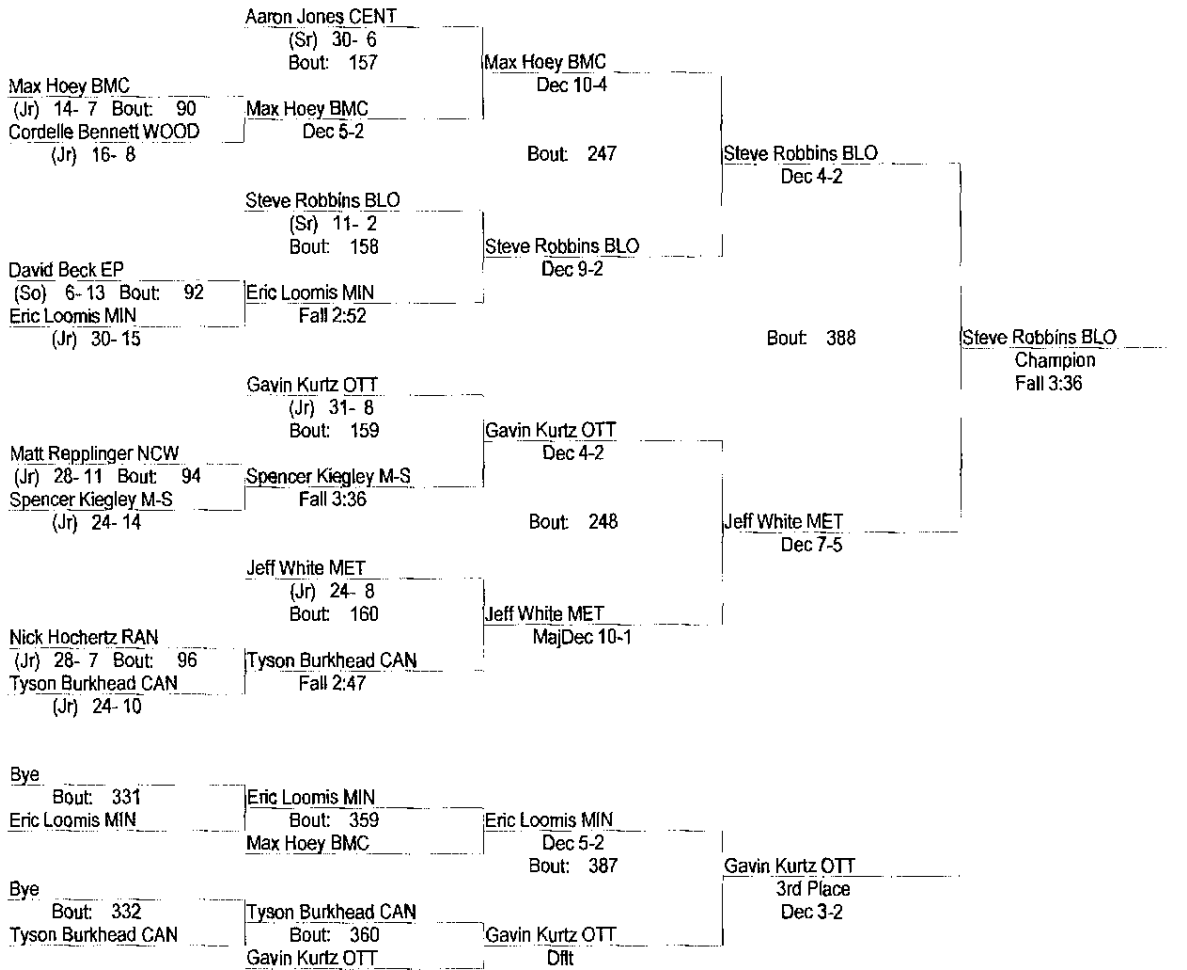 Aaron Jones CENT
(Sr) 30- 6
Bout: 157
Max Hoey BMC
Dec 10-4
Max Hoey BMC
(Jr) 14- 7 Bout: 90
Max Hoey BMC
Cordelle Bennett WOOD
Dec 5-2
(Jr) 16- 8
Bout: 247
Steve Robbins BLO
Dec 4-2
Steve Robbins BLO
(Sr) 11- 2
Bout: 158
Steve Robbins BLO
Dec 9-2
David Beck EP
(So) 6- 13 Bout: 92
Eric Loomis MIN
Eric Loomis MIN
Fall 2:52
(Jr) 30- 15
Bout: 388
Steve Robbins BLO
Champion
Fall 3:36
Gavin Kurtz OTT
(Jr) 31- 8
Bout: 159
Gavin Kurtz OTT
Dec 4-2
Matt Repplinger NCW
(Jr) 28- 11 Bout: 94
Spencer Kiegley M-S
Spencer Kiegley M-S
Fall 3:36
(Jr) 24- 14
Bout: 248
Jeff White MET
Dec 7-5
Jeff White MET
(Jr) 24- 8
Bout: 160
Jeff White MET
MajDec 10-1
Nick Hochertz RAN
(Jr) 28- 7 Bout: 96
Tyson Burkhead CAN
Tyson Burkhead CAN
Fall 2:47
(Jr) 24- 10
Bye
Bout: 331
Eric Loomis MIN
Eric Loomis MIN
Bout: 359
Max Hoey BMC
Eric Loomis MIN
Dec 5-2
Bout: 387
Gavin Kurtz OTT
3rd Place
Dec 3-2
Bye
Bout: 332
Tyson Burkhead CAN
Tyson Burkhead CAN
Bout: 360
Gavin Kurtz OTT
Gavin Kurtz OTT
Dflt